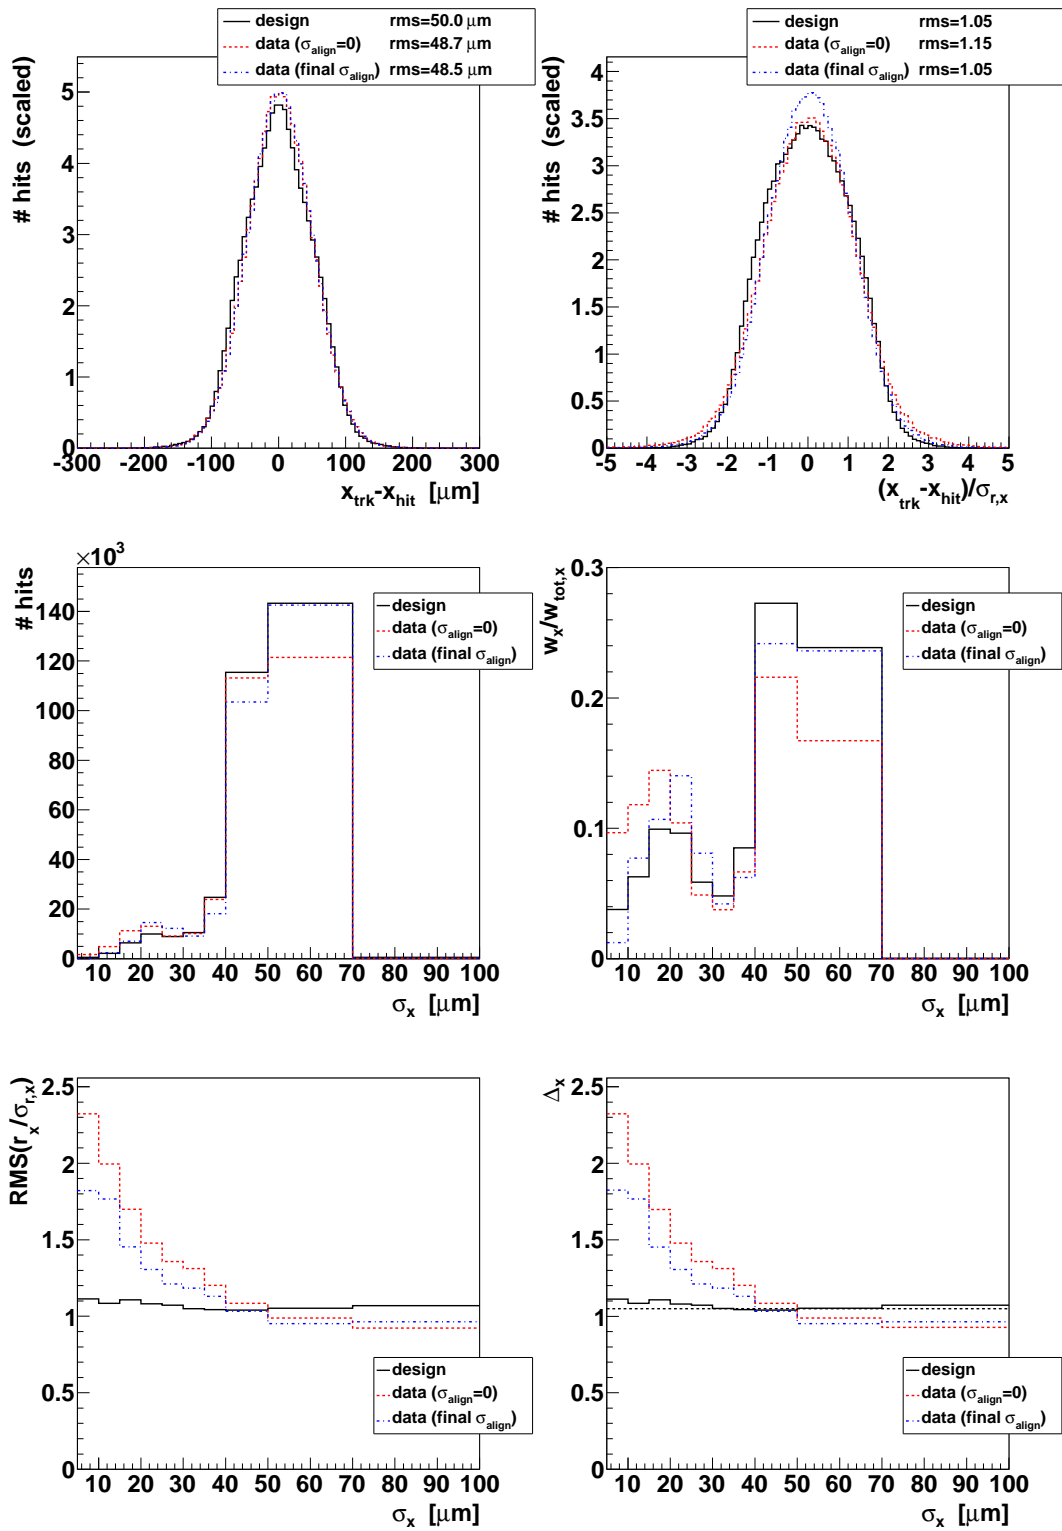 design rms=50.0 μm
data (σalign=0) rms=48.7 μm
data (final σalign) rms=48.5 μm
# hits (scaled)
5
4
3
2
1
0
-300 -200 -100 0 100 200 300
xtrk-xhit [μm]
design rms=1.05
data (σalign=0) rms=1.15
data (final σalign) rms=1.05
# hits (scaled)
4
3.5
3
2.5
2
1.5
1
0.5
0
-5 -4 -3 -2 -1 0 1 2 3 4 5
(xtrk-xhit)/σr,x
×10³
# hits
140
120
100
80
60
40
20
0
design
data (σalign=0)
data (final σalign)
10 20 30 40 50 60 70 80 90 100
σx [μm]
wx/wtot,x
0.3
0.2
0.1
0
design
data (σalign=0)
data (final σalign)
10 20 30 40 50 60 70 80 90 100
σx [μm]
RMS(rx/σr,x)
2.5
2
1.5
1
0.5
0
design
data (σalign=0)
data (final σalign)
10 20 30 40 50 60 70 80 90 100
σx [μm]
Δx
2.5
2
1.5
1
0.5
0
design
data (σalign=0)
data (final σalign)
10 20 30 40 50 60 70 80 90 100
σx [μm]